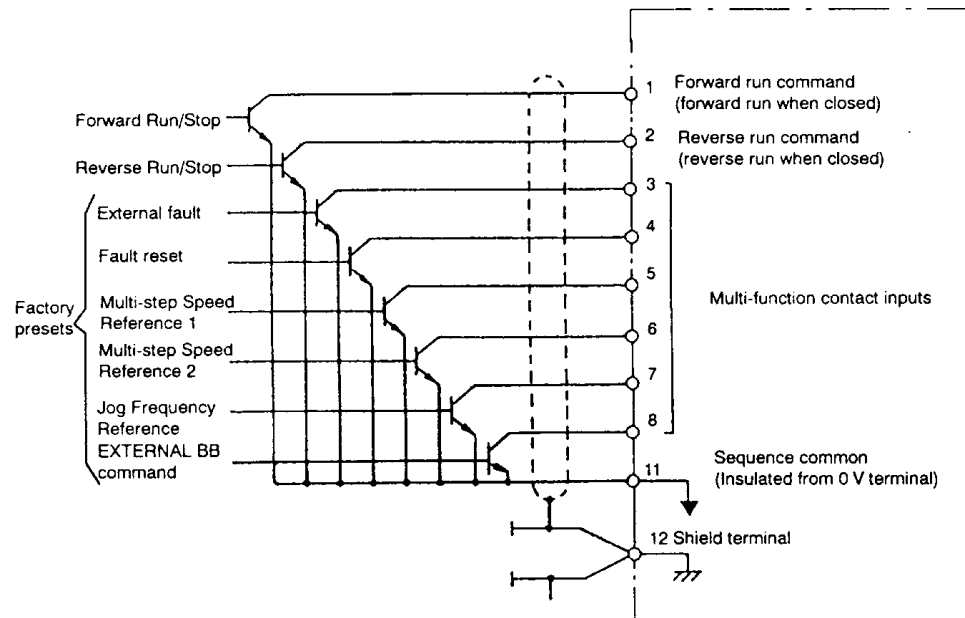 1 Forward run command
(forward run when closed)
Forward Run/Stop
2 Reverse run command
(reverse run when closed)
Reverse Run/Stop
3
External fault
4
Fault reset
5
Multi-step Speed
Reference 1
Factory
presets
Multi-function contact inputs
6
Multi-step Speed
Reference 2
7
Jog Frequency
Reference
8
EXTERNAL BB
command
11 Sequence common
(Insulated from 0 V terminal)
12 Shield terminal